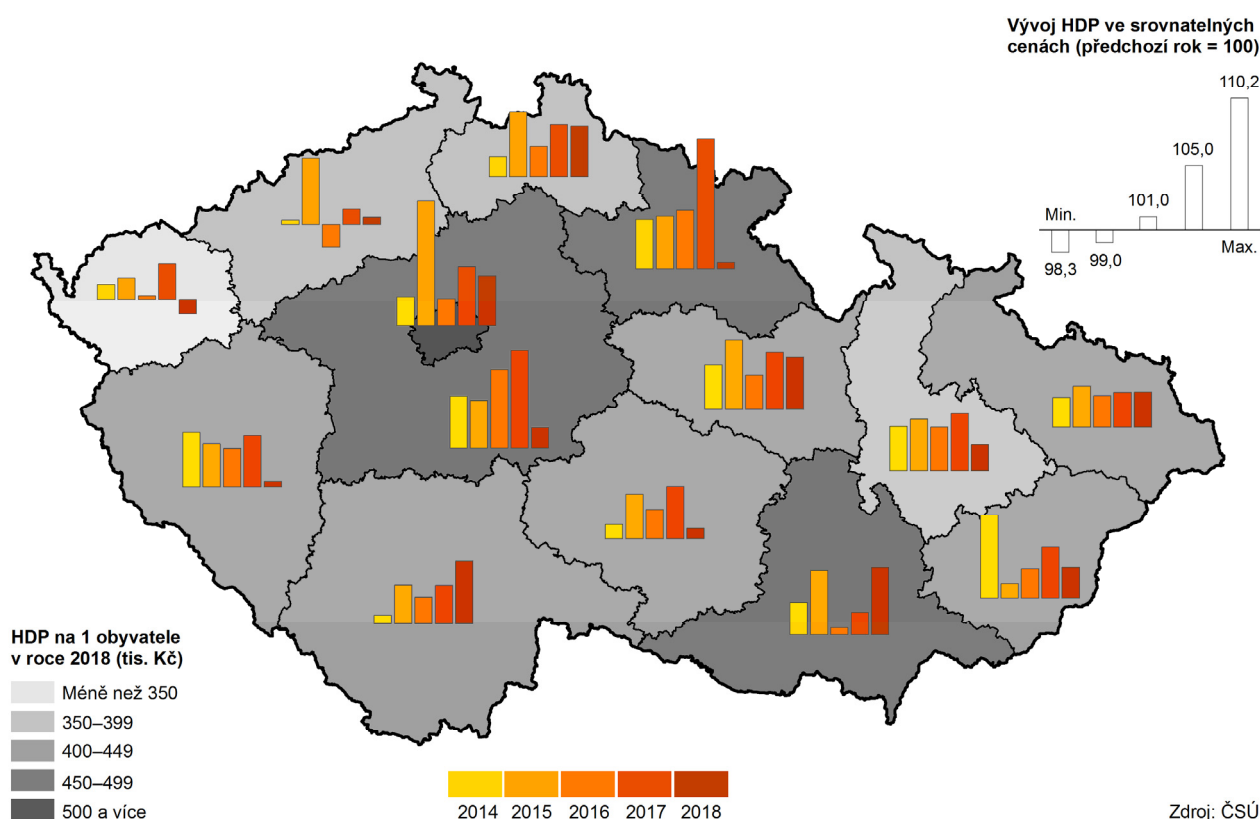 Vývoj HDP ve srovnatelných
cenách (předchozí rok = 100)
110,2
105,0
101,0
Min.
Max.
98,3
99,0
HDP na 1 obyvatele
v roce 2018 (tis. Kč)
Méně než 350
350–399
400–449
450–499
500 a více
2014 2015 2016 2017 2018
Zdroj: ČSÚ